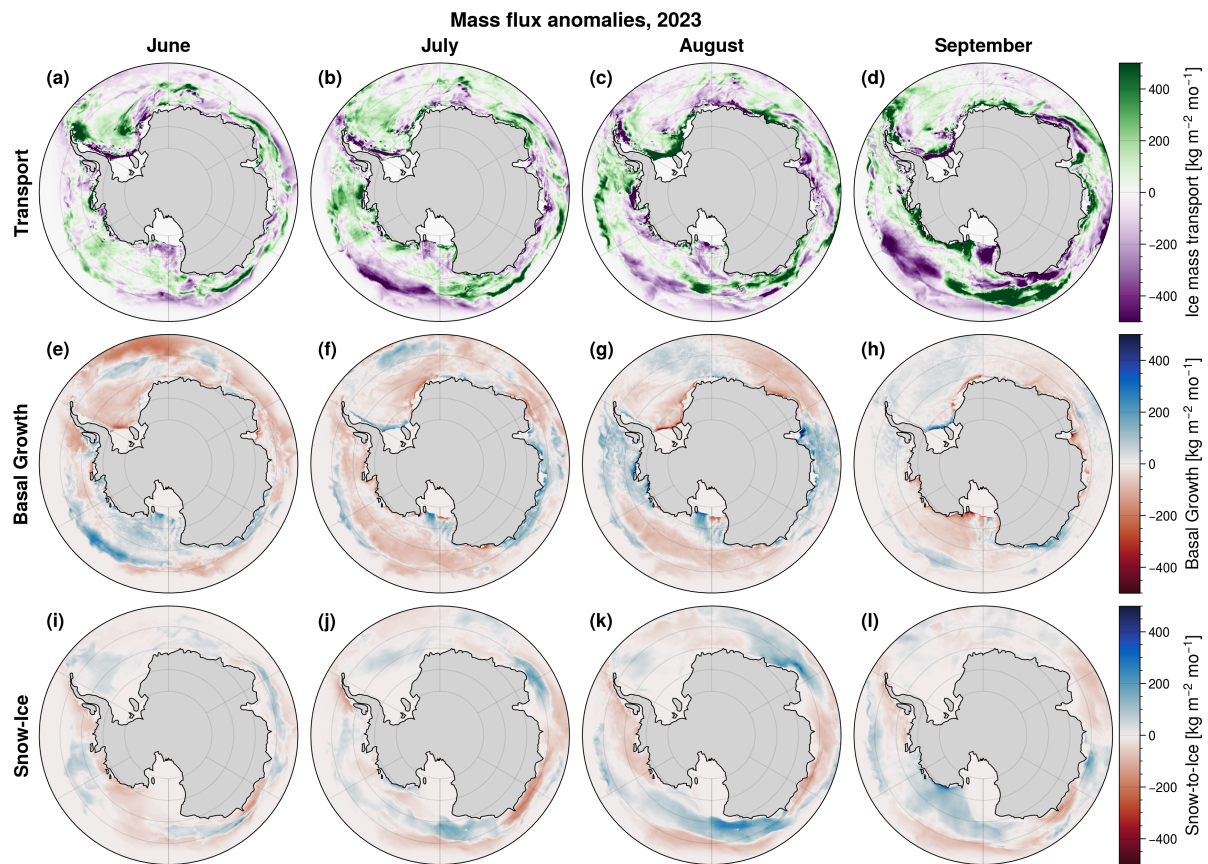 Mass flux anomalies, 2023
June July August September
Transport
(a) (b) (c) (d)
400
200
0
−200
−400
Ice mass transport [kg m⁻² mo⁻¹]
Basal Growth
(e) (f) (g) (h)
400
200
0
−200
−400
Basal Growth [kg m⁻² mo⁻¹]
Snow-Ice
(i) (j) (k) (l)
400
200
0
−200
−400
Snow-to-Ice [kg m⁻² mo⁻¹]